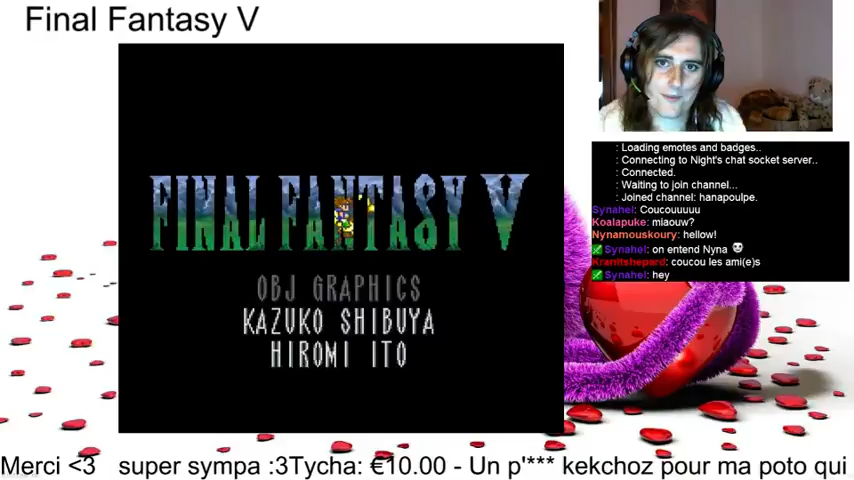 Final Fantasy V
FINAL FANTASY V
OBJ GRAPHICS
KAZUKO SHIBUYA
HIROMI ITO
: Loading emotes and badges..
: Connecting to Night's chat socket server..
: Connected.
: Waiting to join channel...
: Joined channel: hanapoulpe.
Synahel: Coucouuuuu
Koalapuke: miaouw?
Nynamouskoury: hellow!
Synahel: on entend Nyna
Kranitshepard: coucou les ami(e)s
Synahel: hey
Merci <3 super sympa :3Tycha: €10.00 - Un p'*** kekchoz pour ma poto qui